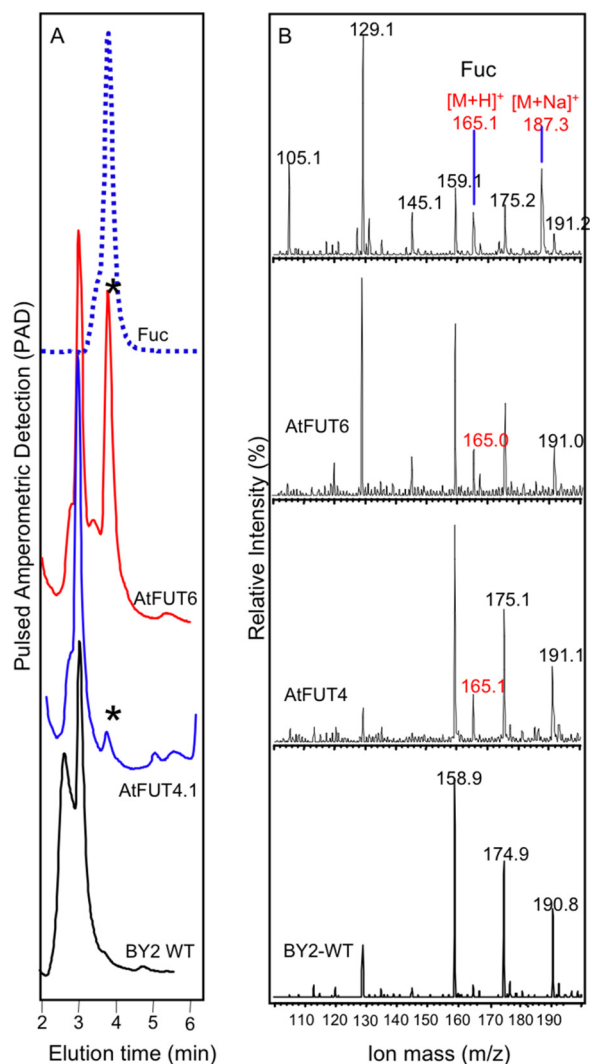 A
Pulsed Amperometric Detection (PAD)
*
Fuc
AtFUT6
*
AtFUT4.1
BY2 WT
2 3 4 5 6
Elution time (min)
B
129.1
Fuc
[M+H]+ [M+Na]+
165.1 187.3
105.1
159.1
145.1
175.2
191.2
Relative Intensity (%)
AtFUT6
165.0
191.0
175.1
AtFUT4
165.1
191.1
158.9
174.9
190.8
BY2-WT
100 110 120 130 140 150 160 170 180 190
Ion mass (m/z)